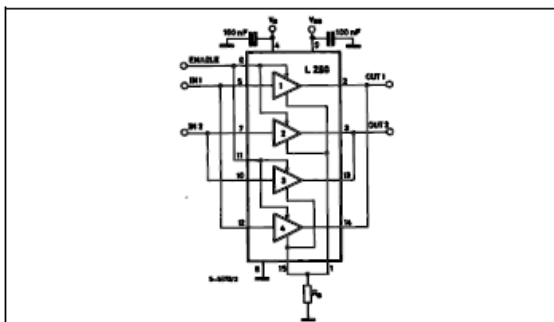 100 nF VS VSS 100 nF
4 9
ENABLE 6 L 298
IN 1 5 1 2 OUT 1
IN 2 7 2 3 OUT 2
11
10 3 13
12 4 14
8 15 1
RS